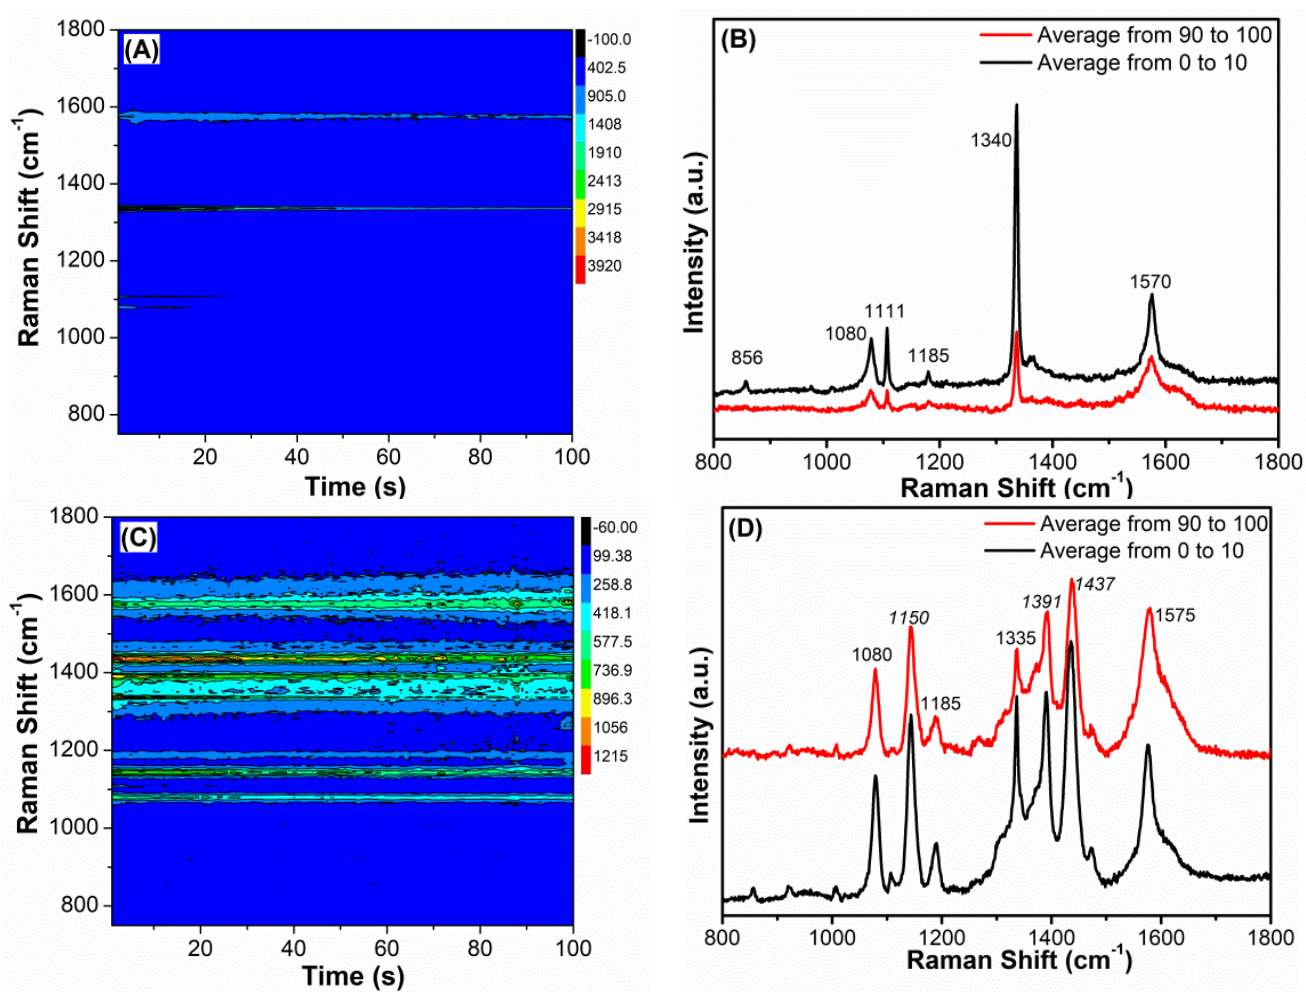 (A)
1800
1600
1400
1200
1000
800
Raman Shift (cm-1)
20 40 60 80 100
Time (s)
-100.0
402.5
905.0
1408
1910
2413
2915
3418
3920
(B)
Average from 90 to 100
Average from 0 to 10
856
1080
1111
1185
1340
1570
Intensity (a.u.)
800 1000 1200 1400 1600 1800
Raman Shift (cm-1)
(C)
1800
1600
1400
1200
1000
800
Raman Shift (cm-1)
20 40 60 80 100
Time (s)
-60.00
99.38
258.8
418.1
577.5
736.9
896.3
1056
1215
(D)
Average from 90 to 100
Average from 0 to 10
1080
1150
1185
1335
1391
1437
1575
Intensity (a.u.)
800 1000 1200 1400 1600 1800
Raman Shift (cm-1)